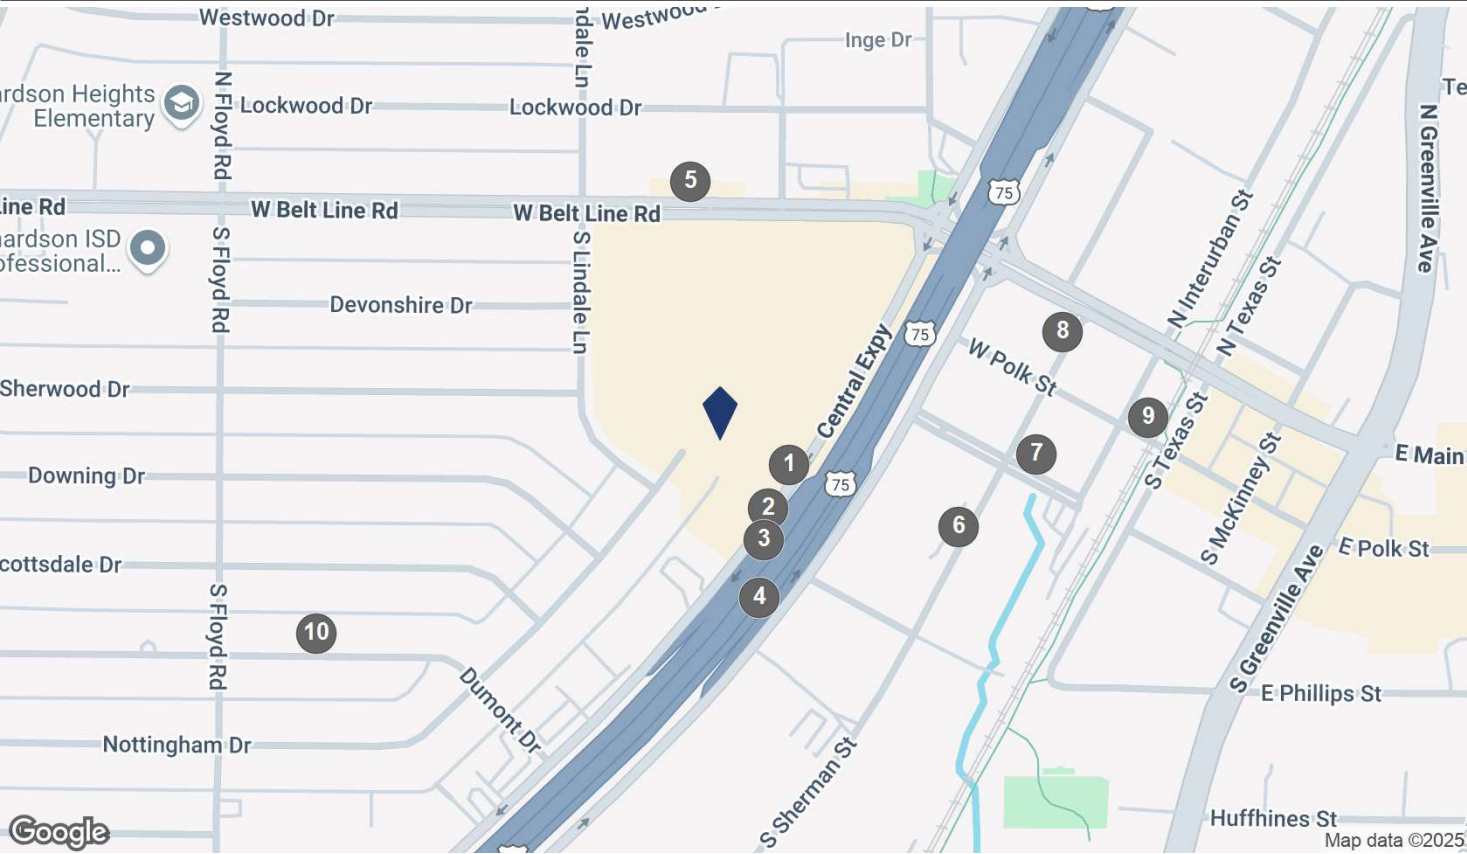 Westwood Dr
Westwood
Inge Dr
N Floyd Rd
Lockwood Dr
Lockwood Dr
ardson Heights
Elementary
N Greenville Ave
5
75
ine Rd
W Belt Line Rd
W Belt Line Rd
ardson ISD
ofessional...
S Floyd Rd
S Lindale Ln
N Interurban St
N Texas St
Devonshire Dr
75
8
W Polk St
Central Expy
Sherwood Dr
9
S Texas St
7
E Main
1
75
Downing Dr
S McKinney St
2
3
6
E Polk St
cottsdale Dr
4
S Floyd Rd
10
S Greenville Ave
E Phillips St
Dumont Dr
Nottingham Dr
S Sherman St
Huffhines St
Google
Map data ©2025